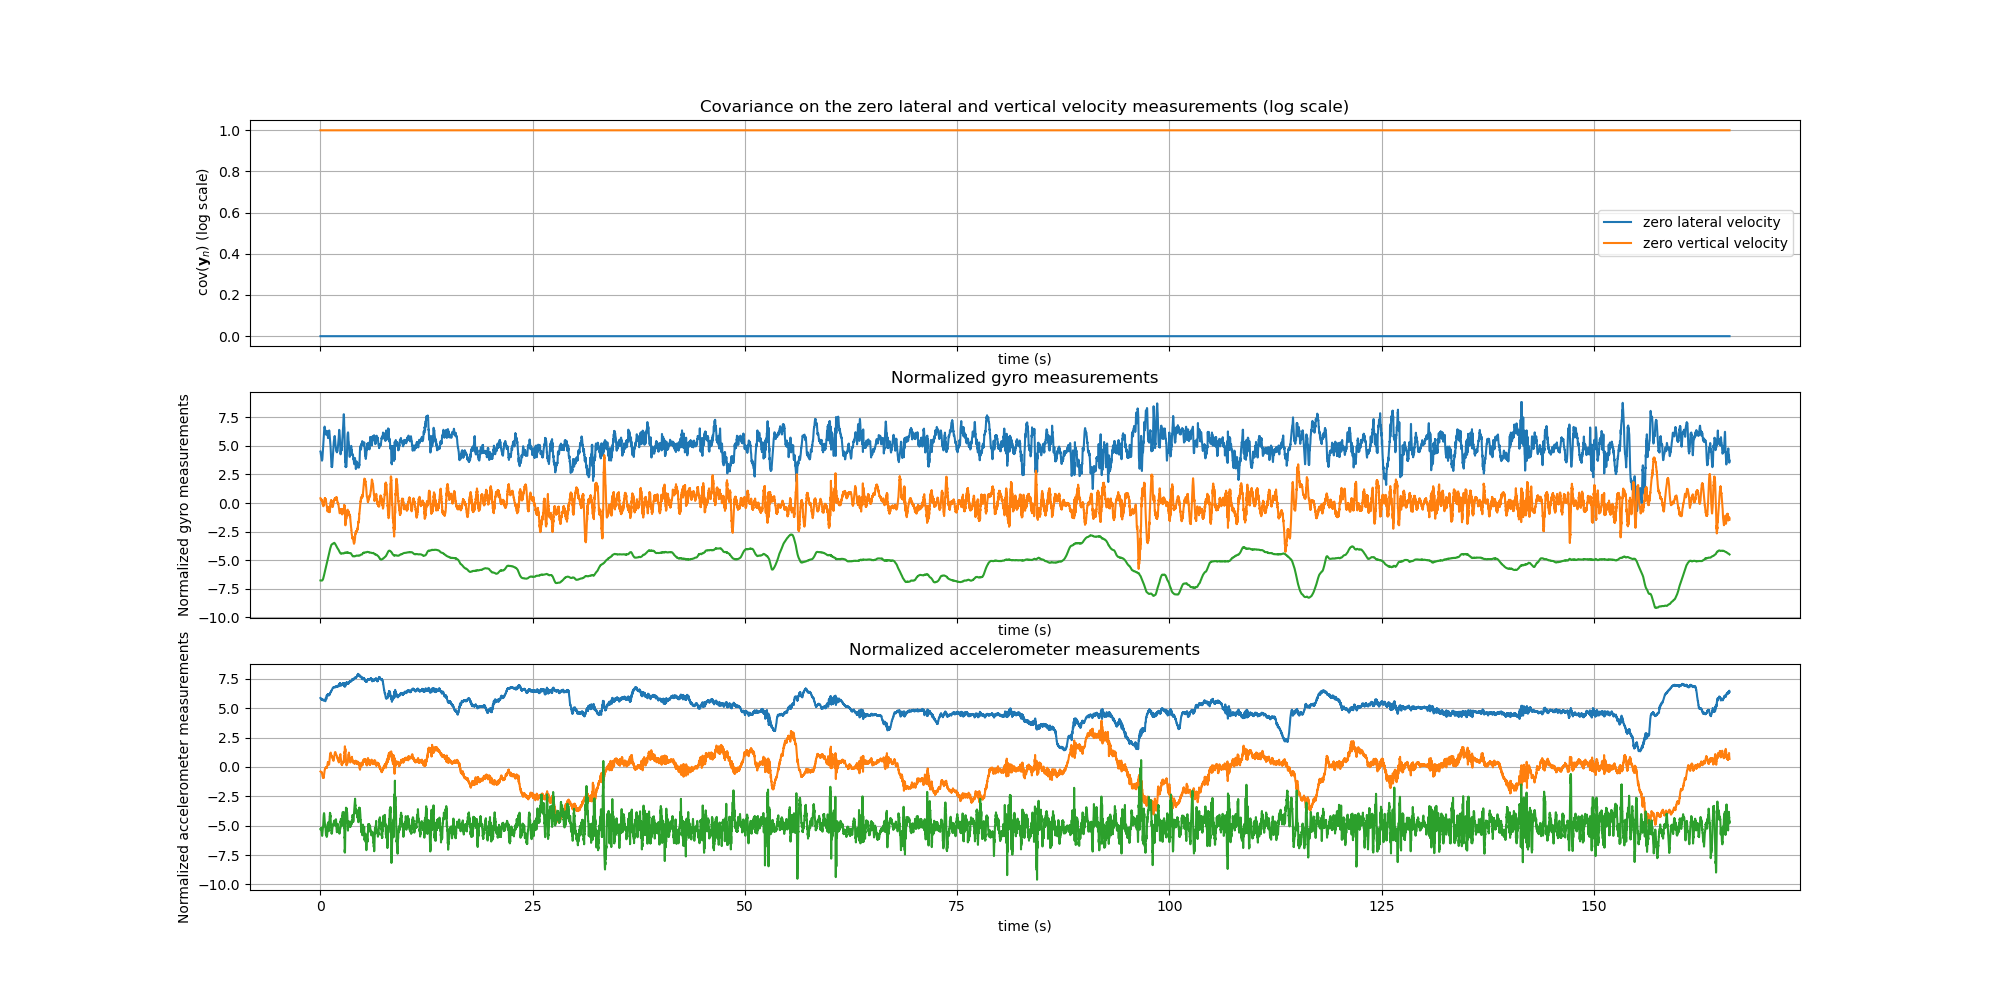 Covariance on the zero lateral and vertical velocity measurements (log scale)
cov(𝐲ₙ) (log scale)
1.0
0.8
0.6
0.4
0.2
0.0
zero lateral velocity
zero vertical velocity
time (s)
Normalized gyro measurements
Normalized gyro measurements
7.5
5.0
2.5
0.0
−2.5
−5.0
−7.5
−10.0
time (s)
Normalized accelerometer measurements
Normalized accelerometer measurements
7.5
5.0
2.5
0.0
−2.5
−5.0
−7.5
−10.0
0 25 50 75 100 125 150
time (s)